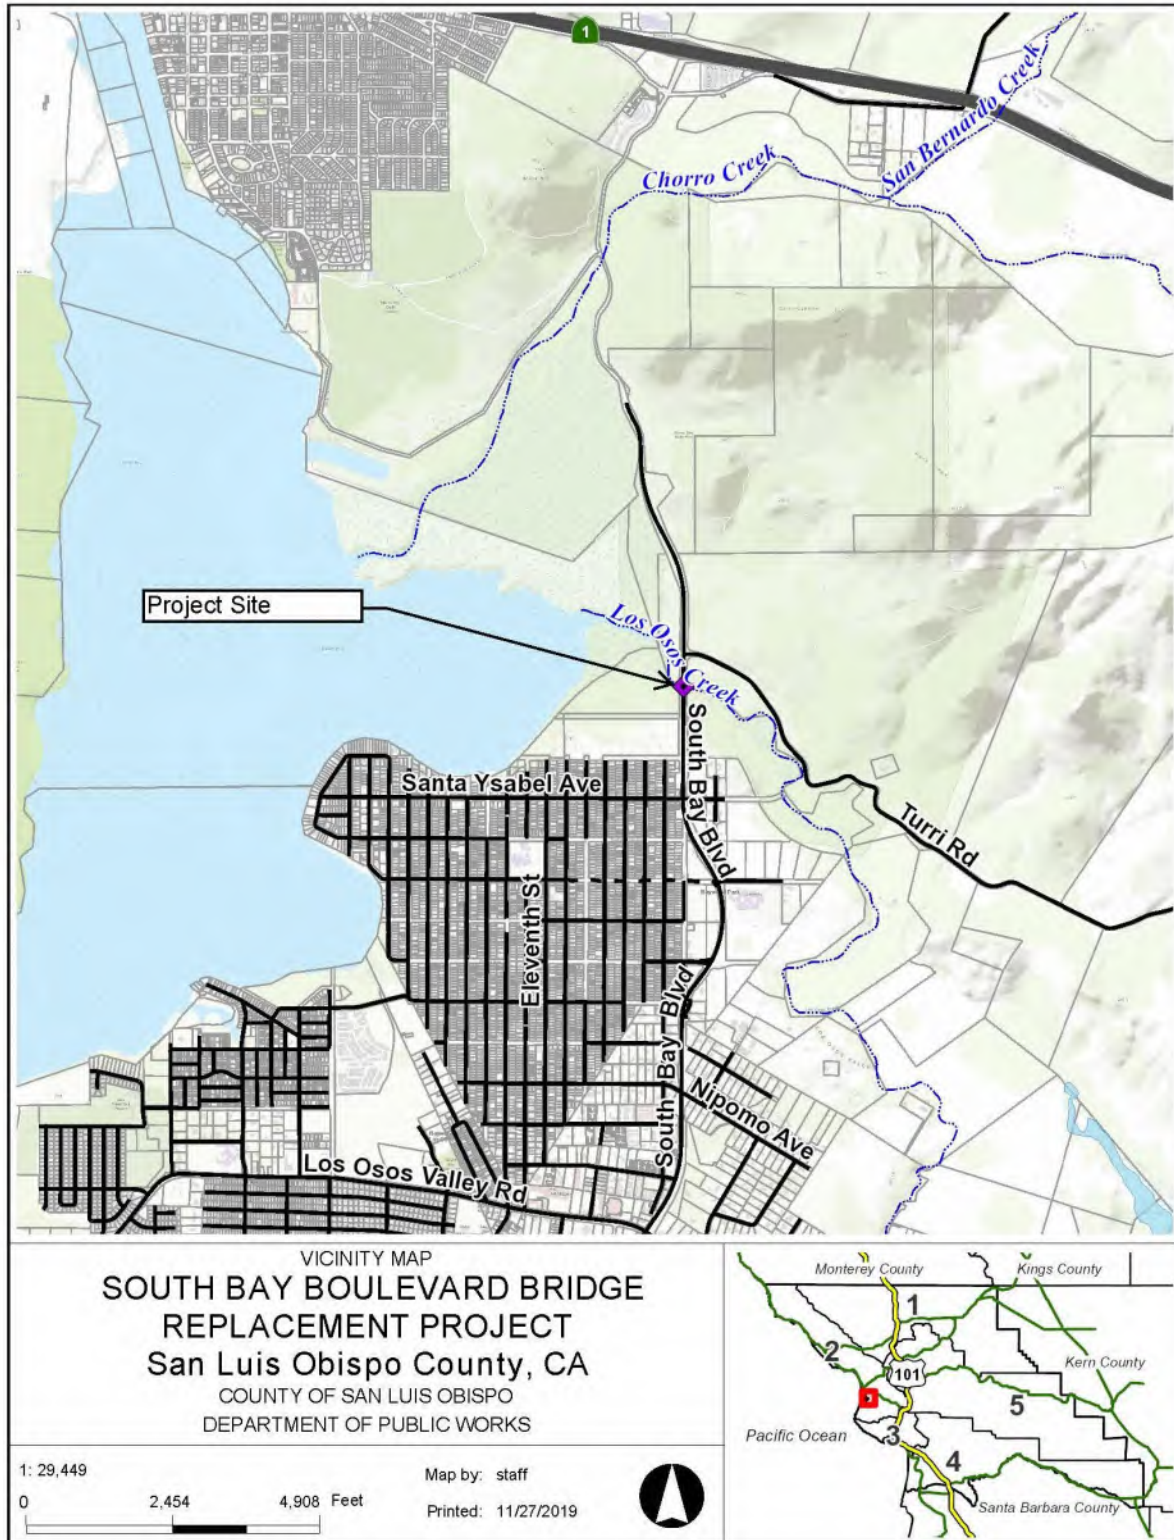 1
San Bernardo Creek
Chorro Creek
Project Site
Los Osos Creek
South Bay Blvd
Santa Ysabel Ave
Turri Rd
Eleventh St
South Bay Blvd
Nipomo Ave
Los Osos Valley Rd
VICINITY MAP
SOUTH BAY BOULEVARD BRIDGE
REPLACEMENT PROJECT
San Luis Obispo County, CA
COUNTY OF SAN LUIS OBISPO
DEPARTMENT OF PUBLIC WORKS
1: 29,449
0 2,454 4,908 Feet
Map by: staff
Printed: 11/27/2019
Monterey County
Kings County
1
2
Kern County
101
5
Pacific Ocean
3
4
Santa Barbara County